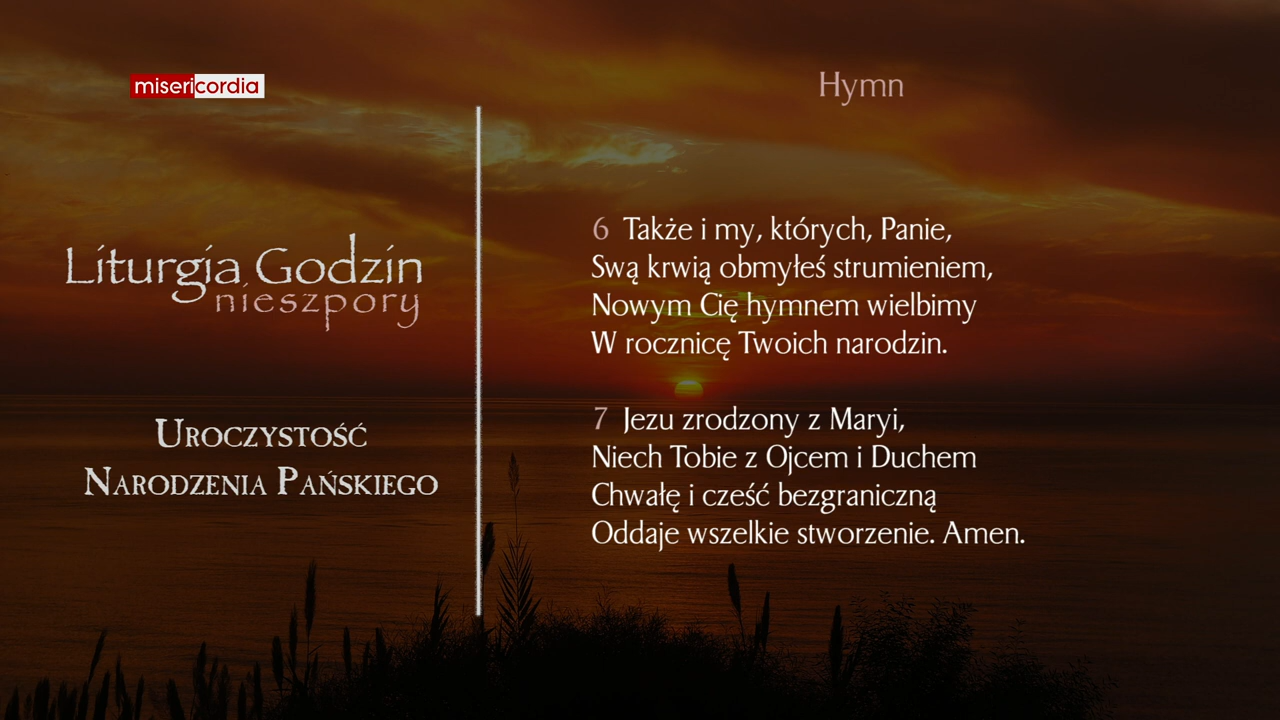 misericordia
Liturgia Godzin
nieszpory
Uroczystość
Narodzenia Pańskiego
Hymn
6 Także i my, których, Panie,
Swą krwią obmyłeś strumieniem,
Nowym Cię hymnem wielbimy
W rocznicę Twoich narodzin.
7 Jezu zrodzony z Maryi,
Niech Tobie z Ojcem i Duchem
Chwałę i cześć bezgraniczną
Oddaje wszelkie stworzenie. Amen.